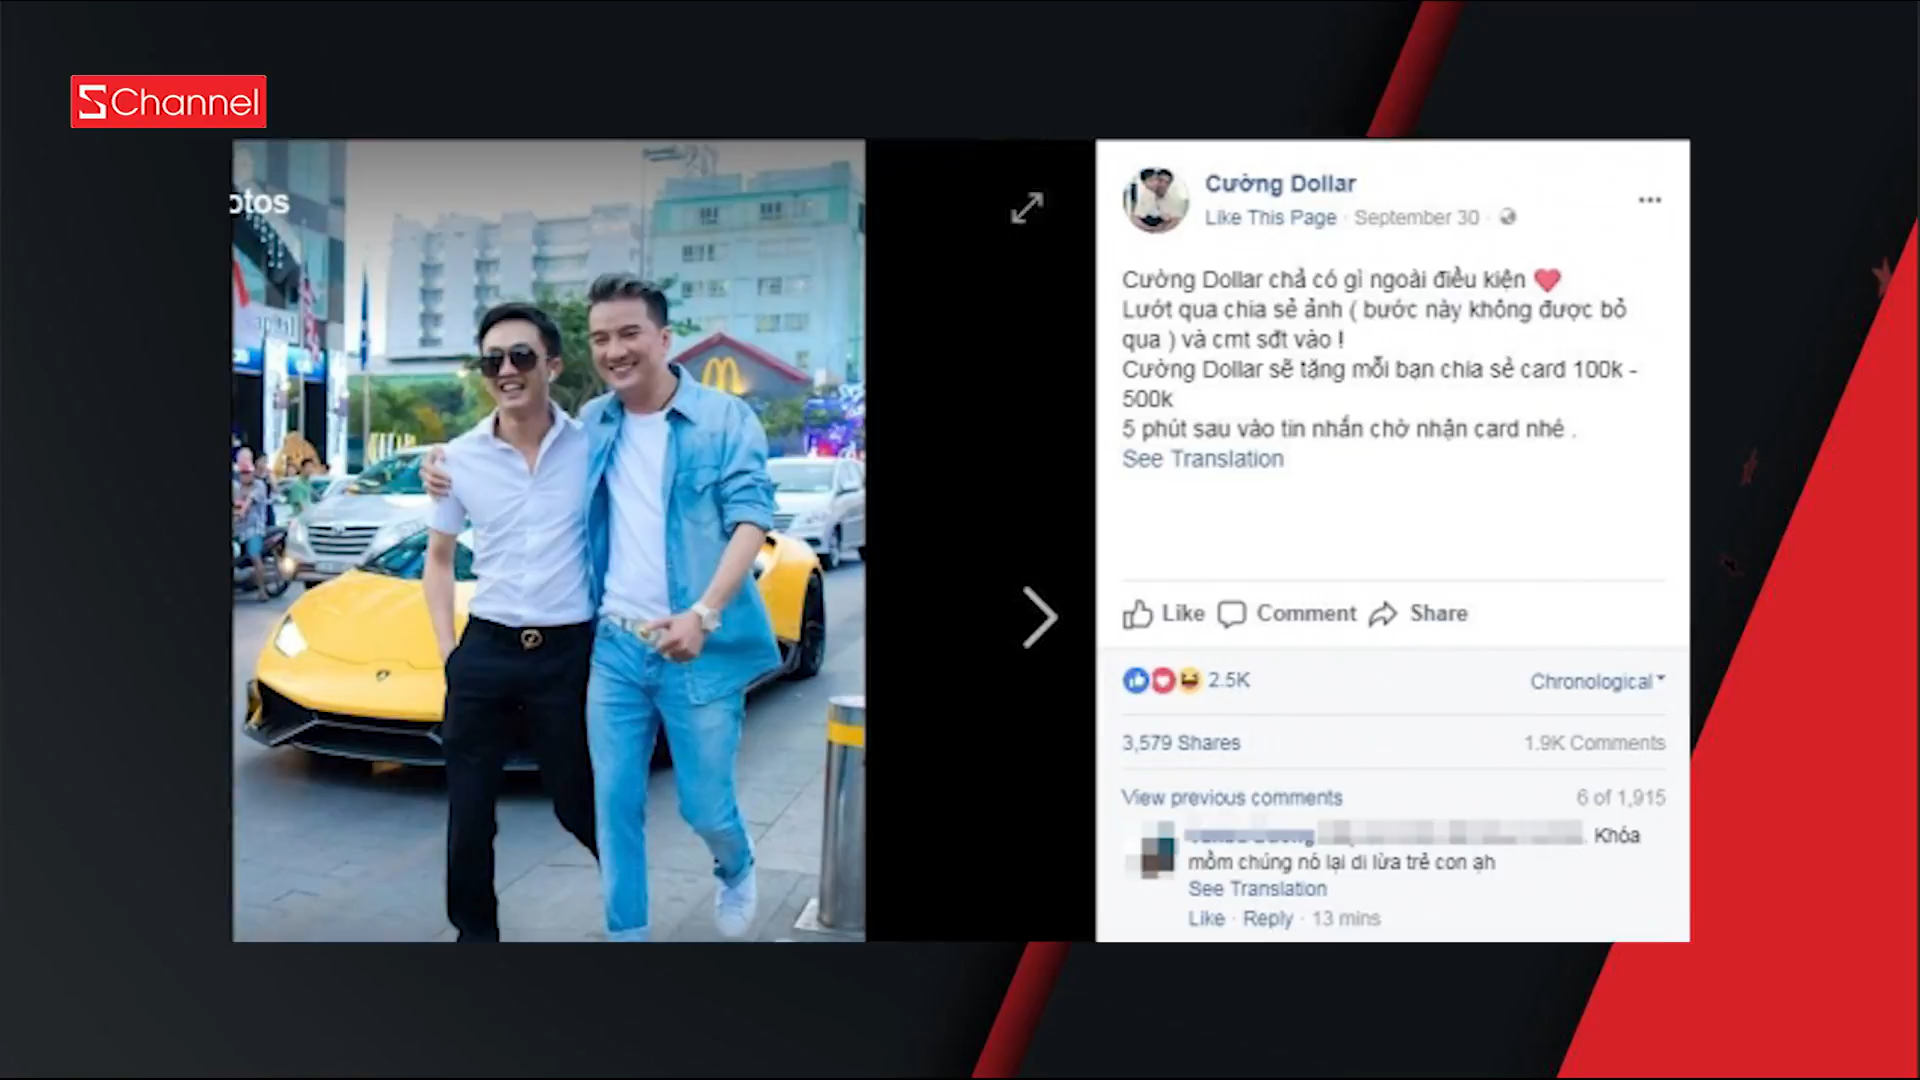 SChannel
otos
Cường Dollar
Like This Page · September 30 ·
Cường Dollar chả có gì ngoài điều kiện ❤
Lướt qua chia sẻ ảnh ( bước này không được bỏ
qua ) và cmt sđt vào !
Cường Dollar sẽ tặng mỗi bạn chia sẻ card 100k -
500k
5 phút sau vào tin nhắn chờ nhận card nhé .
See Translation
Like Comment Share
2.5K Chronological
3,579 Shares 1.9K Comments
View previous comments 6 of 1,915
. Khóa
mồm chúng nó lại di lừa trẻ con ạh
See Translation
Like · Reply · 13 mins